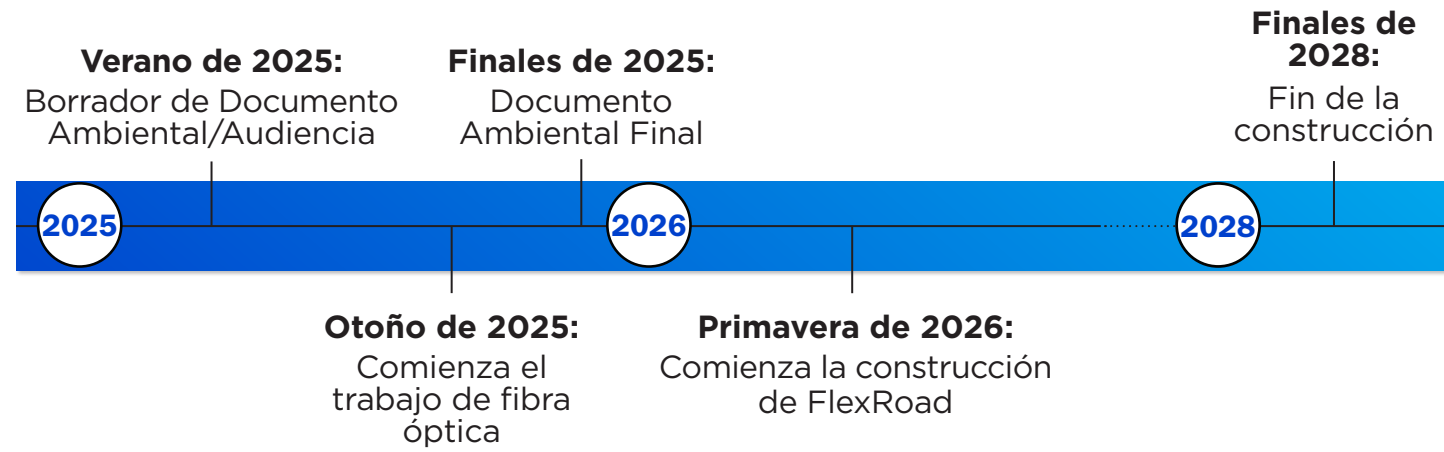 Verano de 2025:
Borrador de Documento
Ambiental/Audiencia
Finales de 2025:
Documento
Ambiental Final
Finales de
2028:
Fin de la
construcción
2025
2026
2028
Otoño de 2025:
Comienza el
trabajo de fibra
óptica
Primavera de 2026:
Comienza la construcción
de FlexRoad